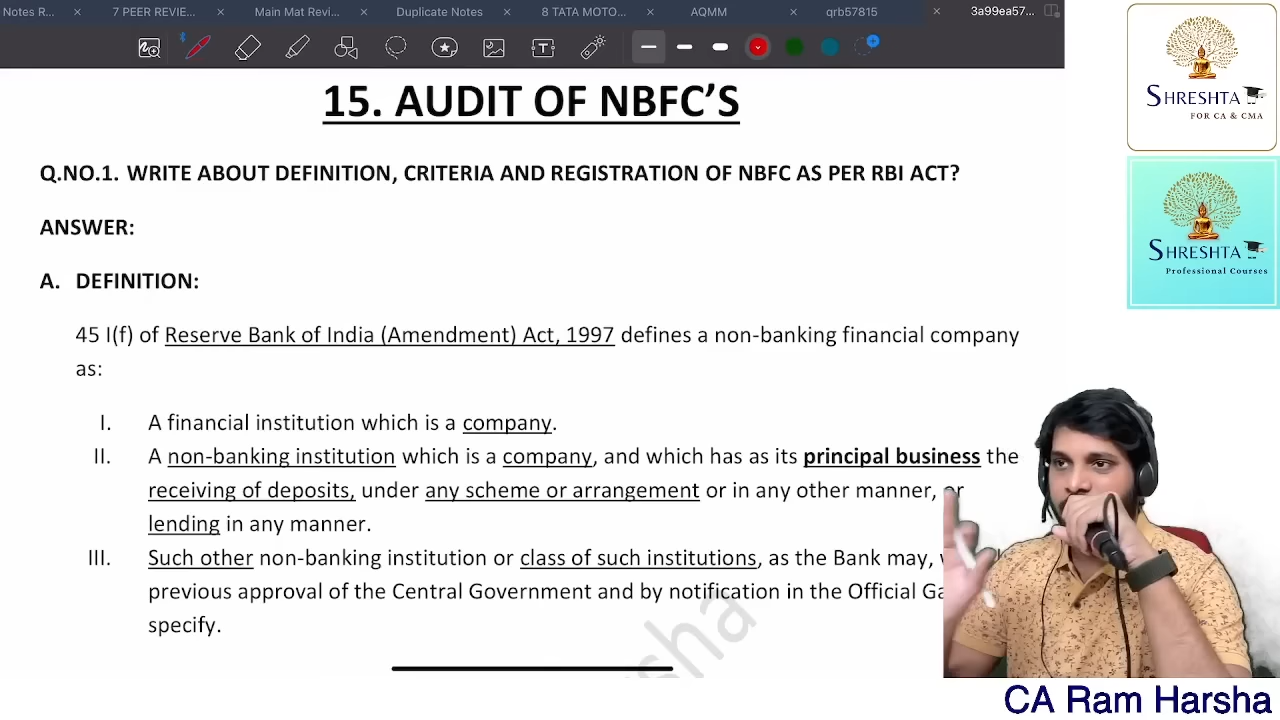 Notes R...
7 PEER REVIE...
Main Mat Revi...
Duplicate Notes
8 TATA MOTO...
AQMM
qrb57815
3a99ea57...
SHRESHTA
FOR CA & CMA
SHRESHTA
Professional Courses
15. AUDIT OF NBFC'S
Q.NO.1. WRITE ABOUT DEFINITION, CRITERIA AND REGISTRATION OF NBFC AS PER RBI ACT?
ANSWER:
A. DEFINITION:
45 I(f) of Reserve Bank of India (Amendment) Act, 1997 defines a non-banking financial company
as:
I. A financial institution which is a company.
II. A non-banking institution which is a company, and which has as its principal business the
receiving of deposits, under any scheme or arrangement or in any other manner, or
lending in any manner.
III. Such other non-banking institution or class of such institutions, as the Bank may,
previous approval of the Central Government and by notification in the Official
specify.
CA Ram Harsha